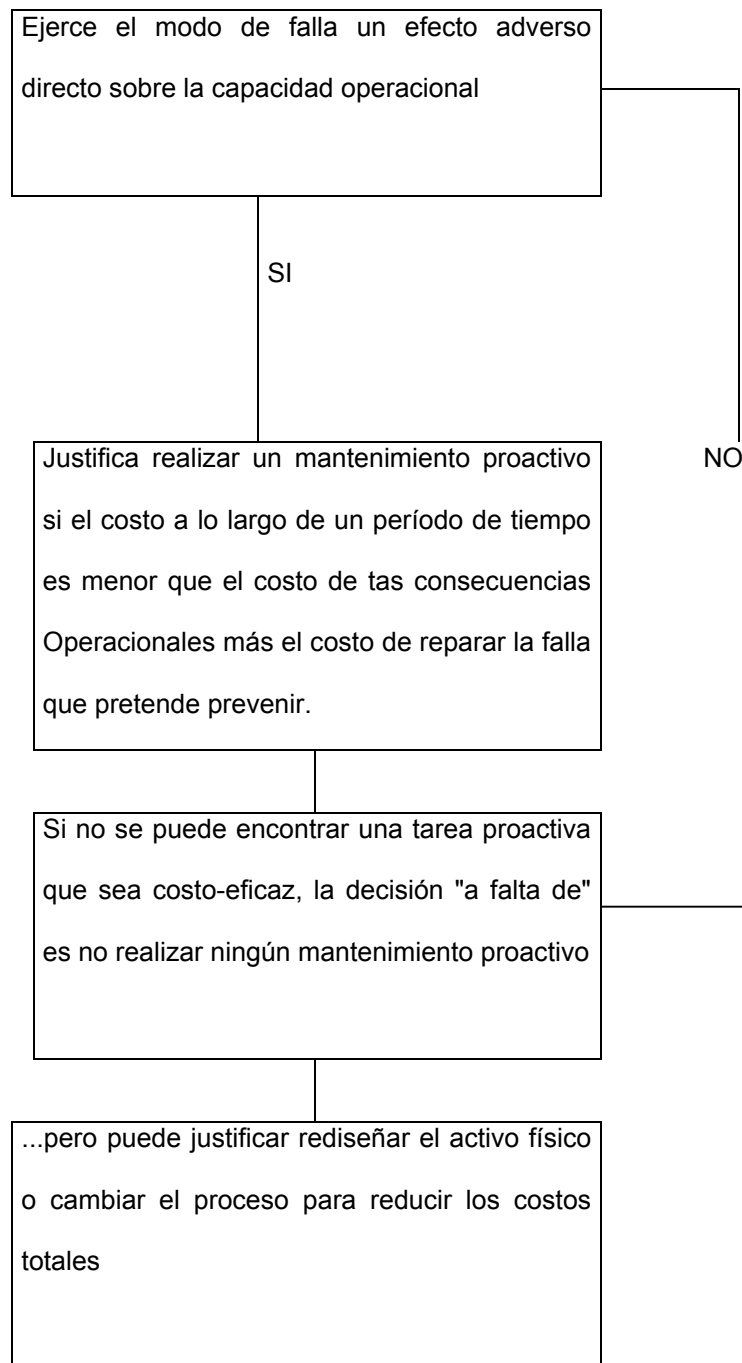 Ejerce el modo de falla un efecto adverso
directo sobre la capacidad operacional
SI
Justifica realizar un mantenimiento proactivo
si el costo a lo largo de un período de tiempo
es menor que el costo de tas consecuencias
Operacionales más el costo de reparar la falla
que pretende prevenir.
NO
Si no se puede encontrar una tarea proactiva
que sea costo-eficaz, la decisión "a falta de"
es no realizar ningún mantenimiento proactivo
...pero puede justificar rediseñar el activo físico
o cambiar el proceso para reducir los costos
totales